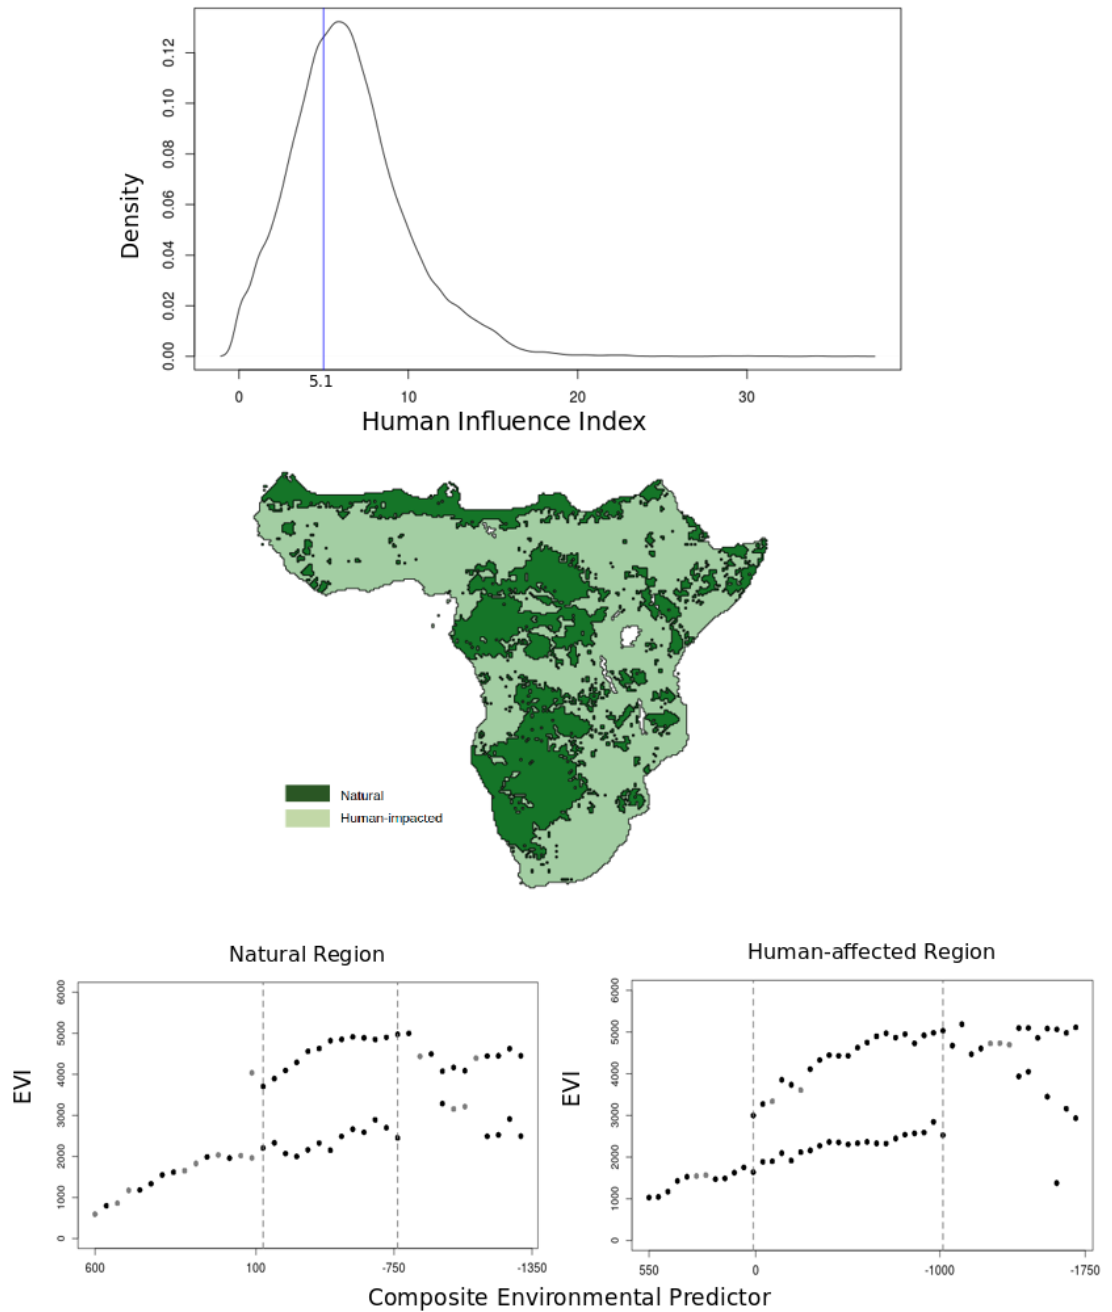 0.12
0.10
0.08
0.06
0.04
0.02
0.00
Density
5.1
0 10 20 30
Human Influence Index
Natural
Human-impacted
Natural Region
Human-affected Region
6000
5000
4000
3000
2000
1000
0
EVI
600 100 -750 -1350
6000
5000
4000
3000
2000
1000
0
EVI
550 0 -1000 -1750
Composite Environmental Predictor